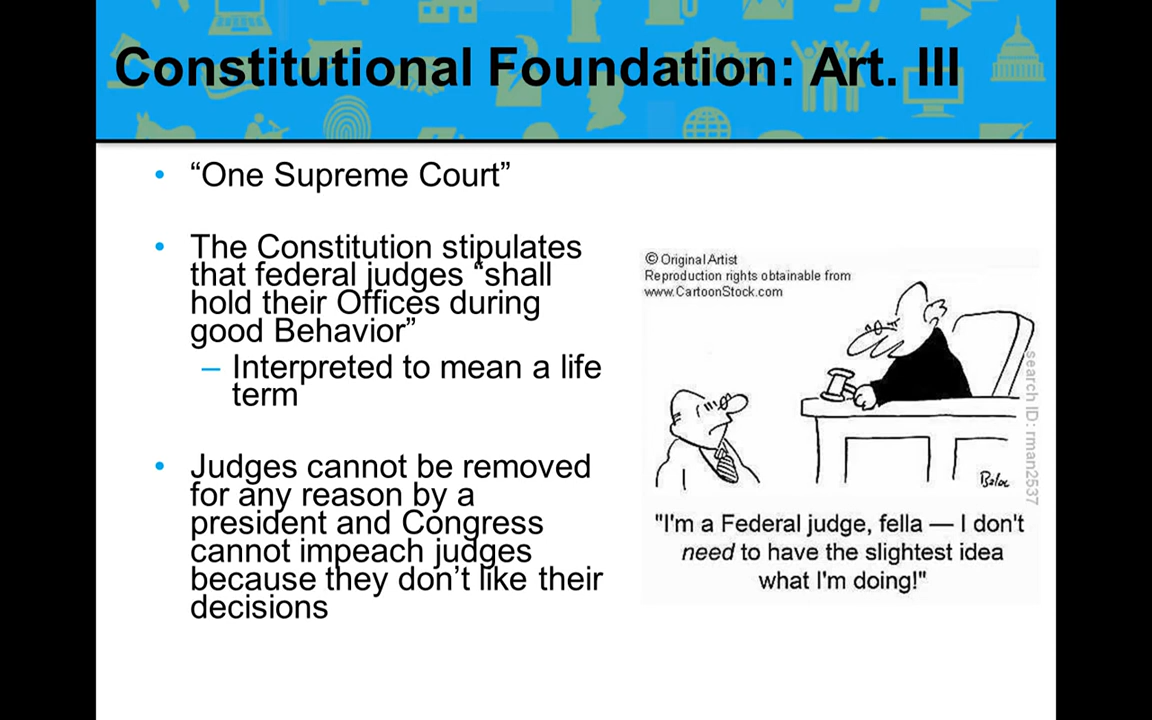 Constitutional Foundation: Art. III
• “One Supreme Court”
• The Constitution stipulates
that federal judges “shall
hold their Offices during
good Behavior”
– Interpreted to mean a life
term
• Judges cannot be removed
for any reason by a
president and Congress
cannot impeach judges
because they don’t like their
decisions
© Original Artist
Reproduction rights obtainable from
www.CartoonStock.com
search ID: rman2537
"I'm a Federal judge, fella — I don't
need to have the slightest idea
what I'm doing!"